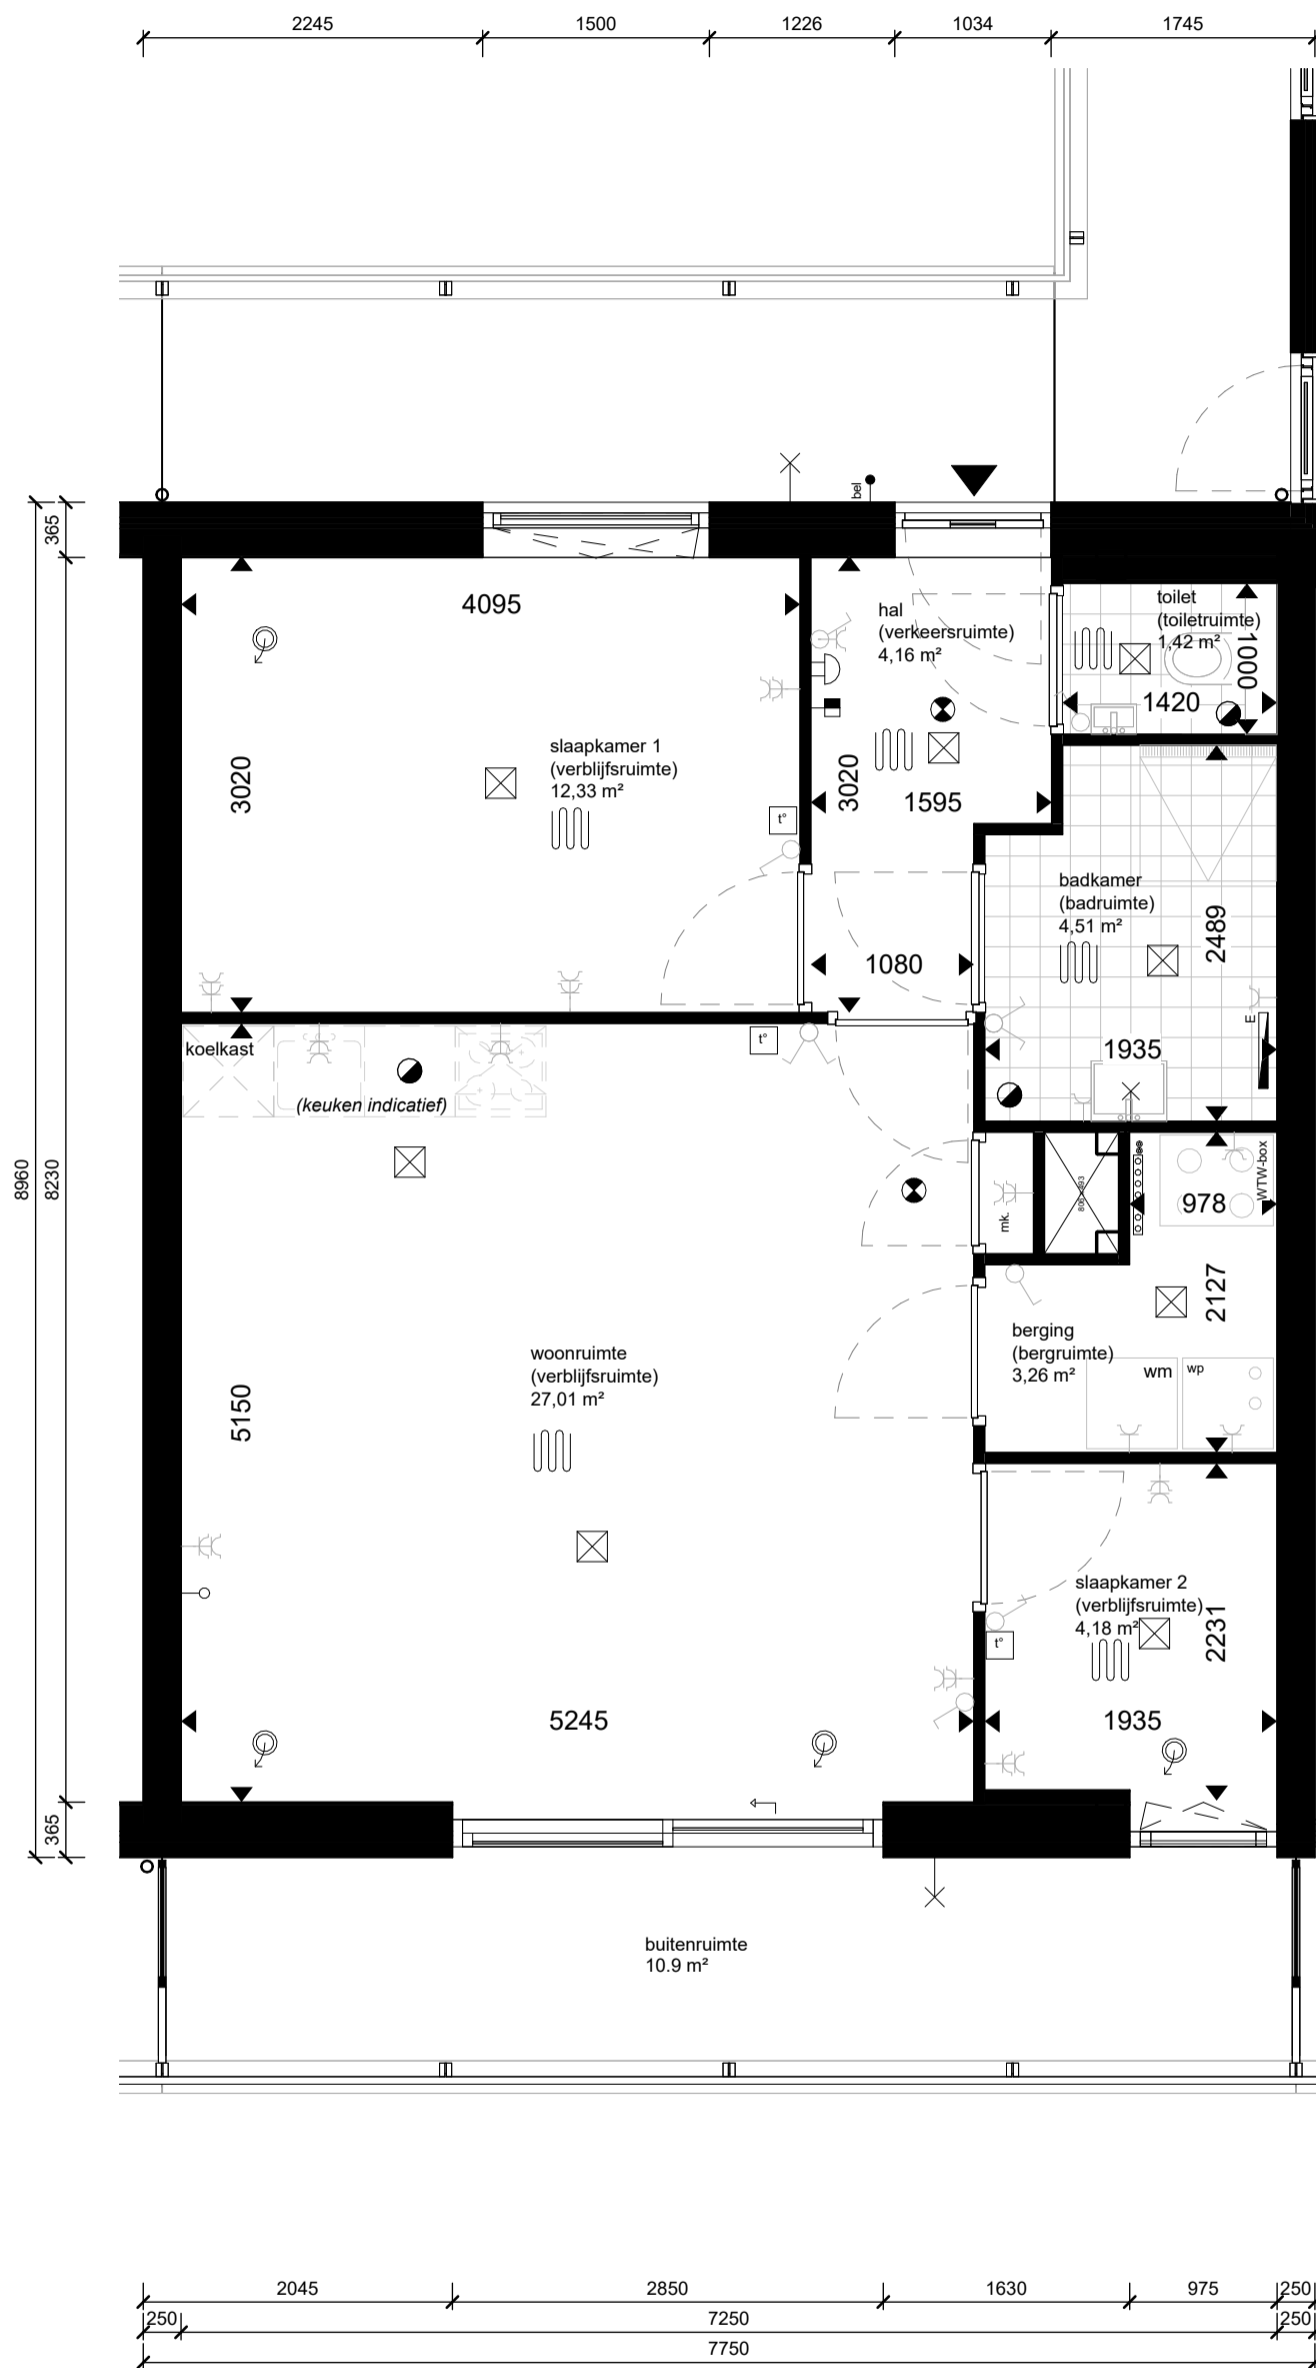 2245 1500 1226 1034 1745
bel
365
4095
hal
(verkeersruimte)
4,16 m²
toilet
(toiletruimte)
1,42 m²
1000
1420
slaapkamer 1
(verblijfsruimte)
12,33 m²
3020
3020
1595
t°
badkamer
(badruimte)
4,51 m²
2489
1080
E
1935
koelkast
t°
(keuken indicatief)
8960
8230
mk.
978
WTW-box
2127
berging
(bergruimte)
3,26 m²
wm
wp
woonruimte
(verblijfsruimte)
27,01 m²
5150
slaapkamer 2
(verblijfsruimte)
4,18 m²
2231
t°
5245
1935
365
buitenruimte
10.9 m²
2045 2850 1630 975 250
250 7250 250
7750